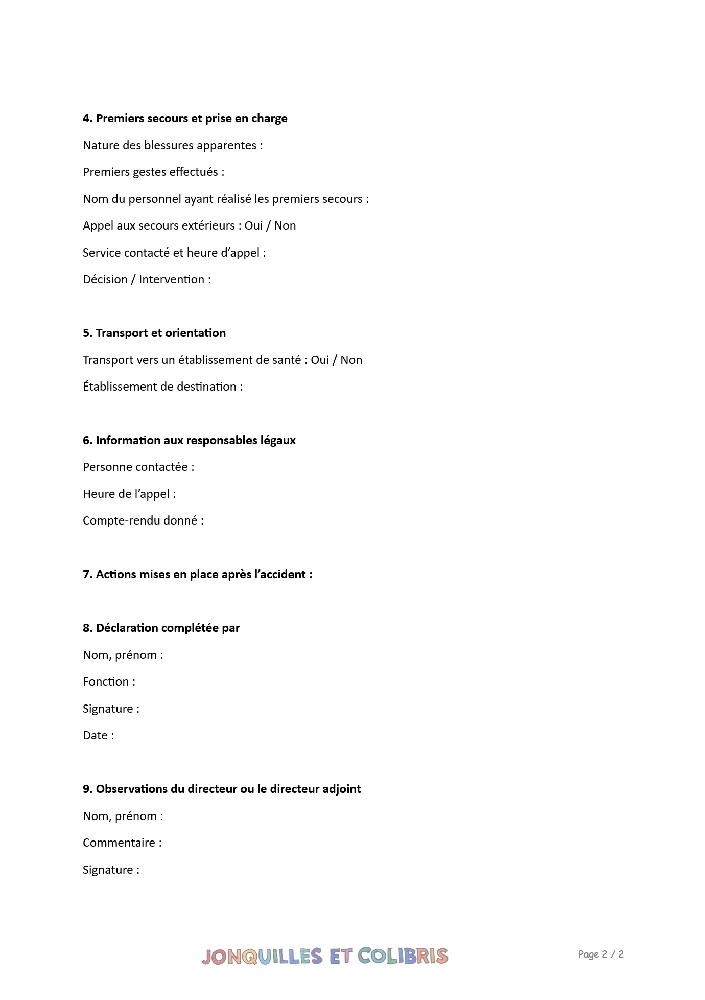 4. Premiers secours et prise en charge
Nature des blessures apparentes :
Premiers gestes effectués :
Nom du personnel ayant réalisé les premiers secours :
Appel aux secours extérieurs : Oui / Non
Service contacté et heure d’appel :
Décision / Intervention :
5. Transport et orientation
Transport vers un établissement de santé : Oui / Non
Établissement de destination :
6. Information aux responsables légaux
Personne contactée :
Heure de l’appel :
Compte-rendu donné :
7. Actions mises en place après l’accident :
8. Déclaration complétée par
Nom, prénom :
Fonction :
Signature :
Date :
9. Observations du directeur ou le directeur adjoint
Nom, prénom :
Commentaire :
Signature :
JONQUILLES ET COLIBRIS
Page 2 / 2